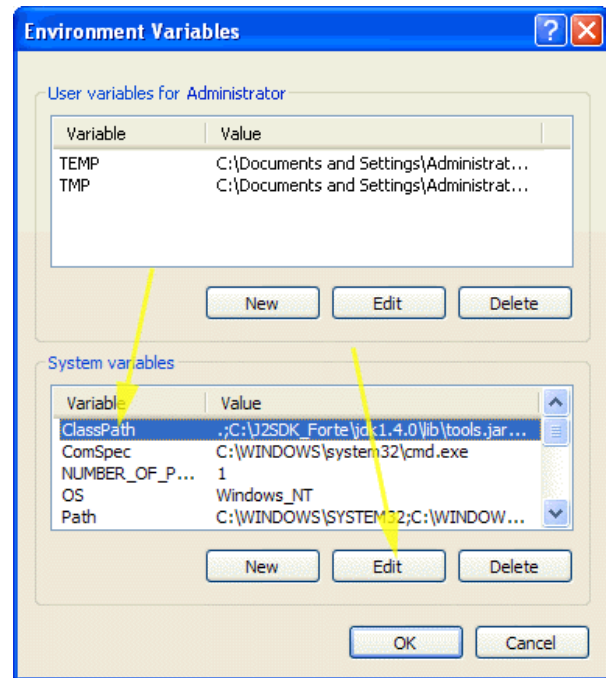 Environment Variables
User variables for Administrator
Variable Value
TEMP C:\Documents and Settings\Administrat...
TMP C:\Documents and Settings\Administrat...
New Edit Delete
System variables
Variable Value
ClassPath .;C:\J2SDK_Forte\jdk1.4.0\lib\tools.jar...
ComSpec C:\WINDOWS\system32\cmd.exe
NUMBER_OF_P... 1
OS Windows_NT
Path C:\WINDOWS\SYSTEM32;C:\WINDOW...
New Edit Delete
OK Cancel